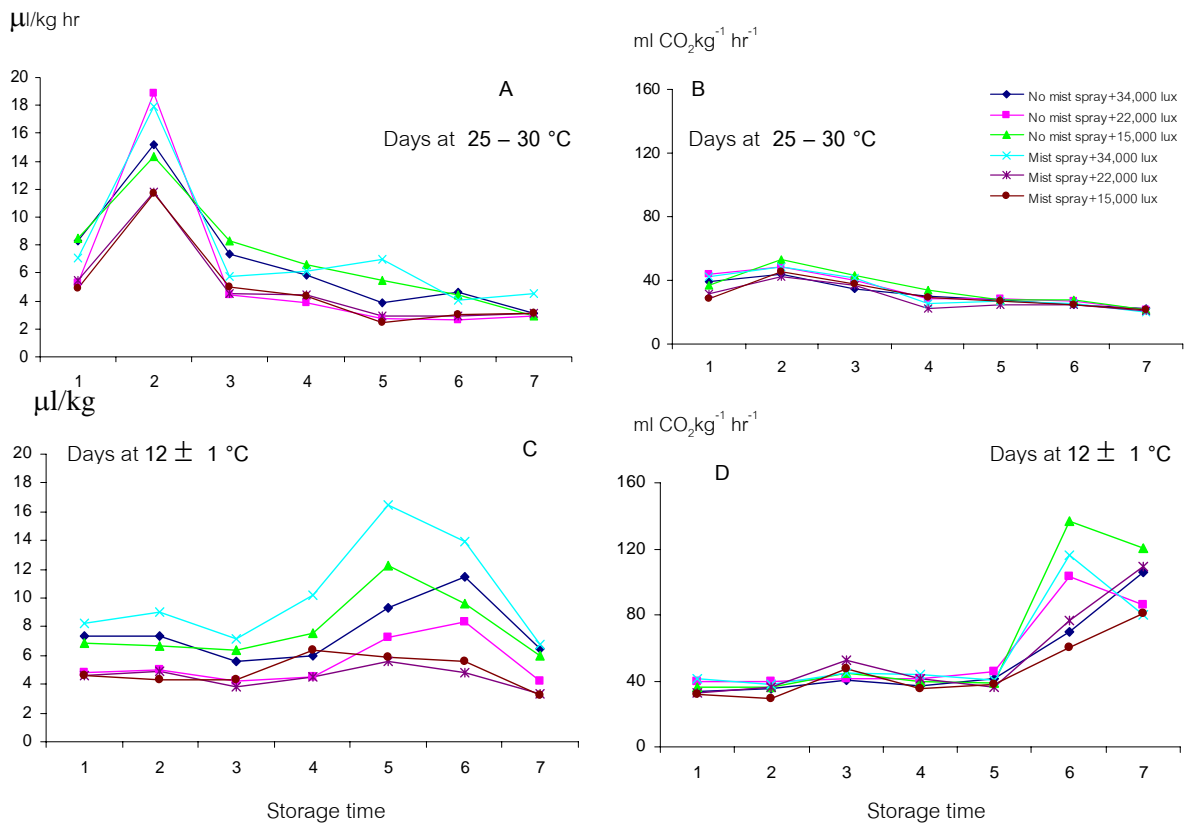 μl/kg hr
20
18
16
14
12
10
8
6
4
2
0
A
Days at 25 – 30 °C
1 2 3 4 5 6 7
ml CO2kg-1 hr-1
160
120
80
40
0
B
Days at 25 – 30 °C
No mist spray+34,000 lux
No mist spray+22,000 lux
No mist spray+15,000 lux
Mist spray+34,000 lux
Mist spray+22,000 lux
Mist spray+15,000 lux
1 2 3 4 5 6 7
μl/kg
20
18
16
14
12
10
8
6
4
2
0
Days at 12 ± 1 °C
C
1 2 3 4 5 6 7
Storage time
ml CO2kg-1 hr-1
160
120
80
40
0
D
Days at 12 ± 1 °C
1 2 3 4 5 6 7
Storage time